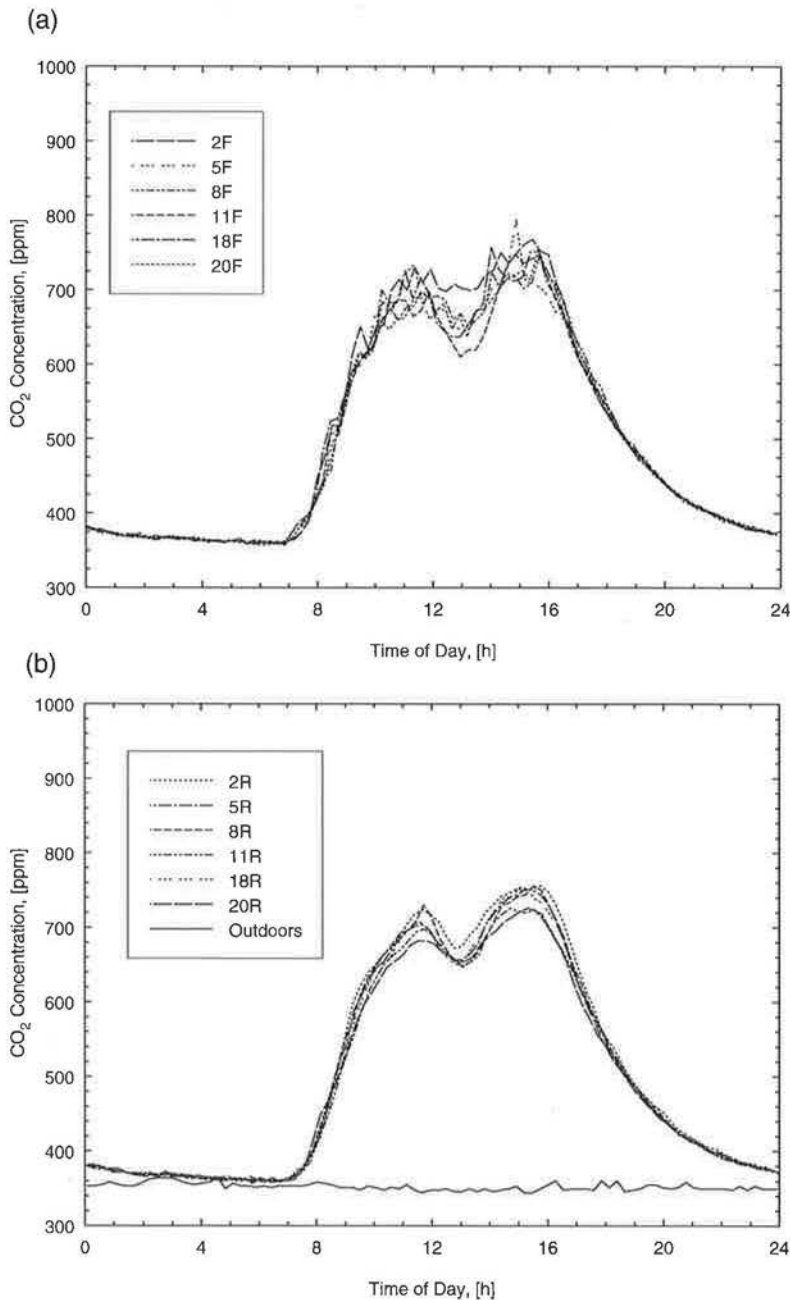 (a)
CO2 Concentration, [ppm]
1000
900
800
700
600
500
400
300
2F
5F
8F
11F
18F
20F
0 4 8 12 16 20 24
Time of Day, [h]
(b)
CO2 Concentration, [ppm]
1000
900
800
700
600
500
400
300
2R
5R
8R
11R
18R
20R
Outdoors
0 4 8 12 16 20 24
Time of Day, [h]